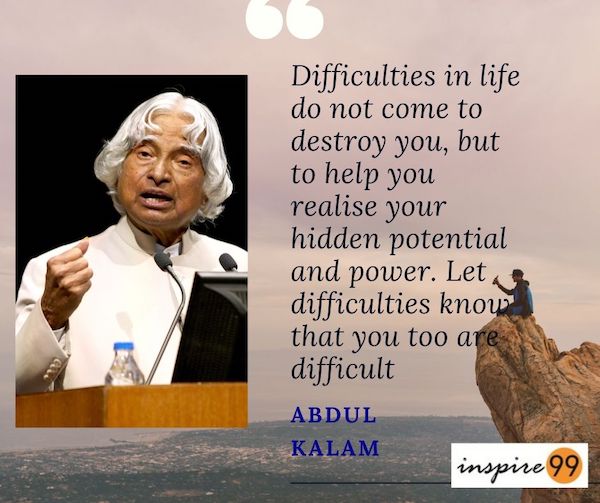 Difficulties in life
do not come to
destroy you, but
to help you
realise your
hidden potential
and power. Let
difficulties know
that you too are
difficult
ABDUL
KALAM
inspire99